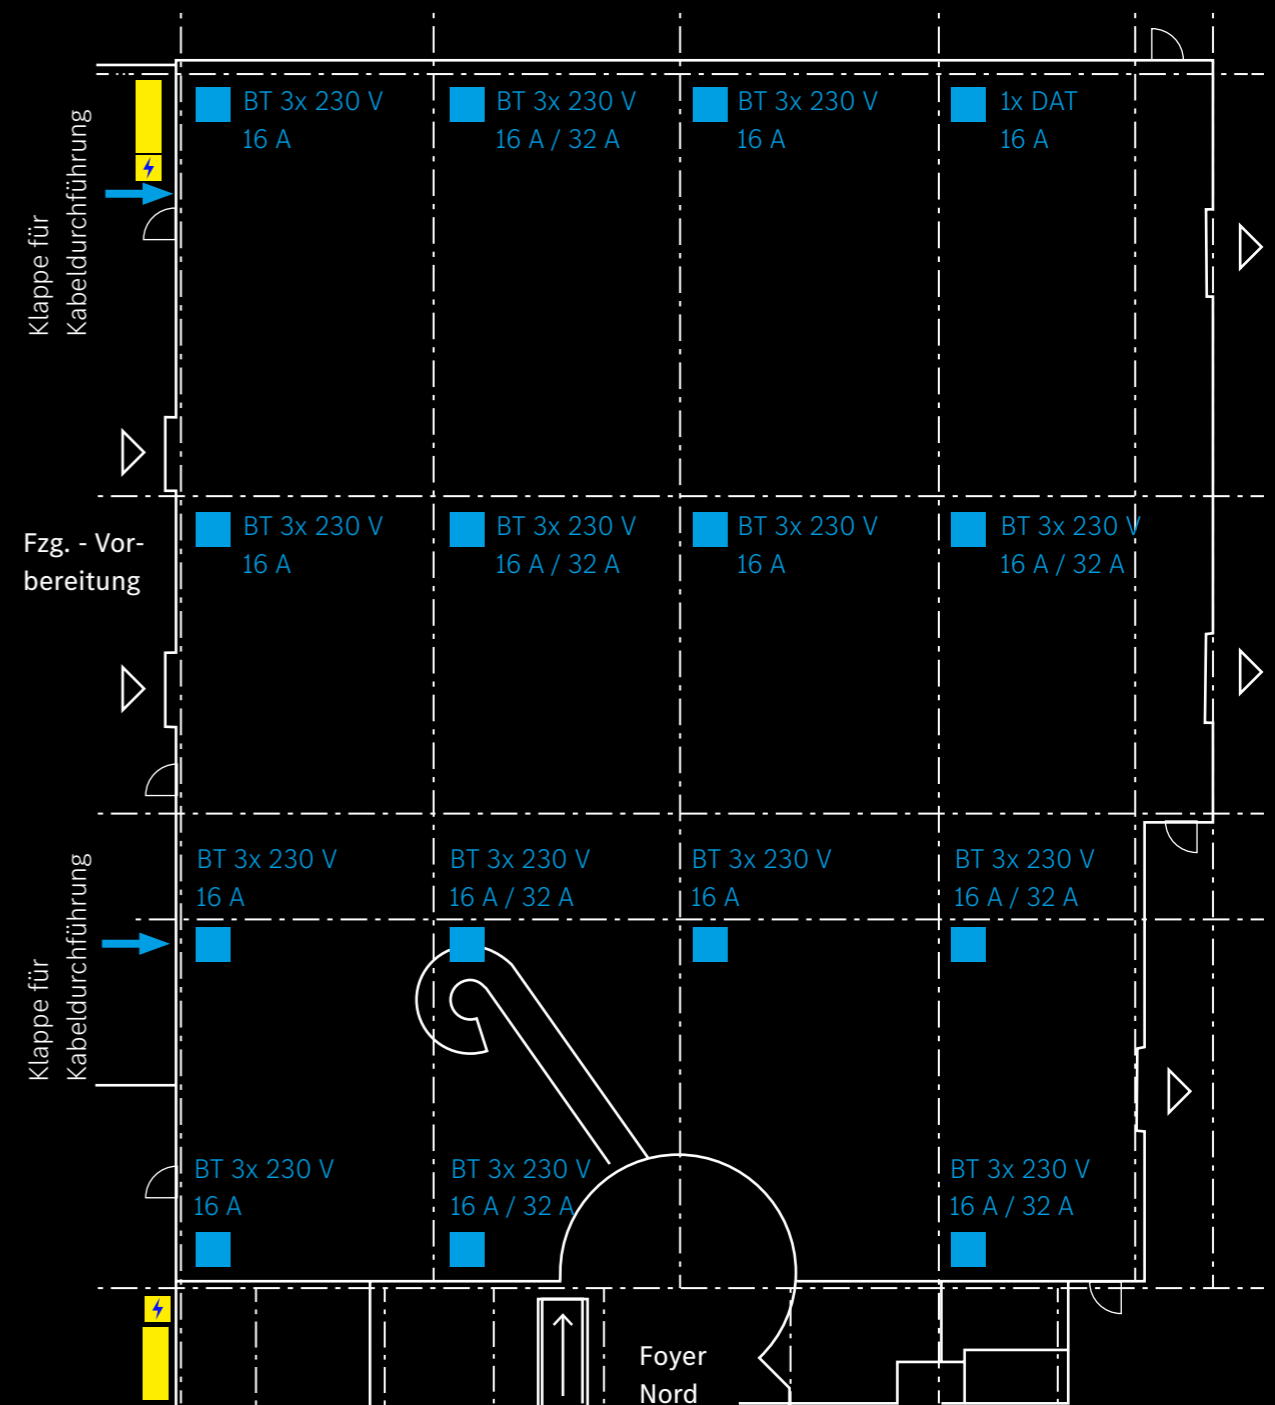 BT 3x 230 V
16 A
BT 3x 230 V
16 A / 32 A
BT 3x 230 V
16 A
1x DAT
16 A
Klappe für
Kabeldurchführung
BT 3x 230 V
16 A
BT 3x 230 V
16 A / 32 A
BT 3x 230 V
16 A
BT 3x 230 V
16 A / 32 A
Fzg. - Vor-
bereitung
BT 3x 230 V
16 A
BT 3x 230 V
16 A / 32 A
BT 3x 230 V
16 A
BT 3x 230 V
16 A / 32 A
Klappe für
Kabeldurchführung
BT 3x 230 V
16 A
BT 3x 230 V
16 A / 32 A
BT 3x 230 V
16 A / 32 A
Foyer
Nord